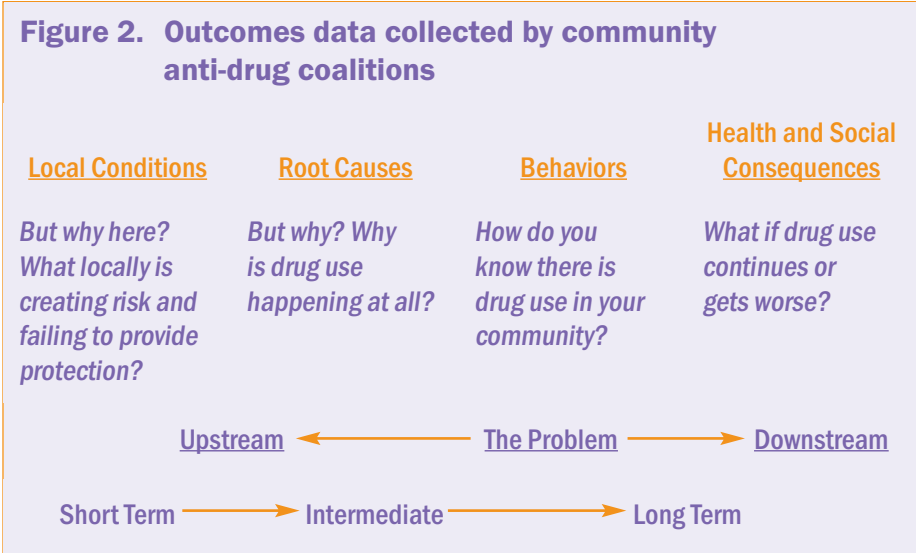 Figure 2. Outcomes data collected by community
anti-drug coalitions
Local Conditions
But why here?
What locally is
creating risk and
failing to provide
protection?
Root Causes
But why? Why
is drug use
happening at all?
Behaviors
How do you
know there is
drug use in your
community?
Health and Social
Consequences
What if drug use
continues or
gets worse?
Upstream The Problem Downstream
Short Term Intermediate Long Term